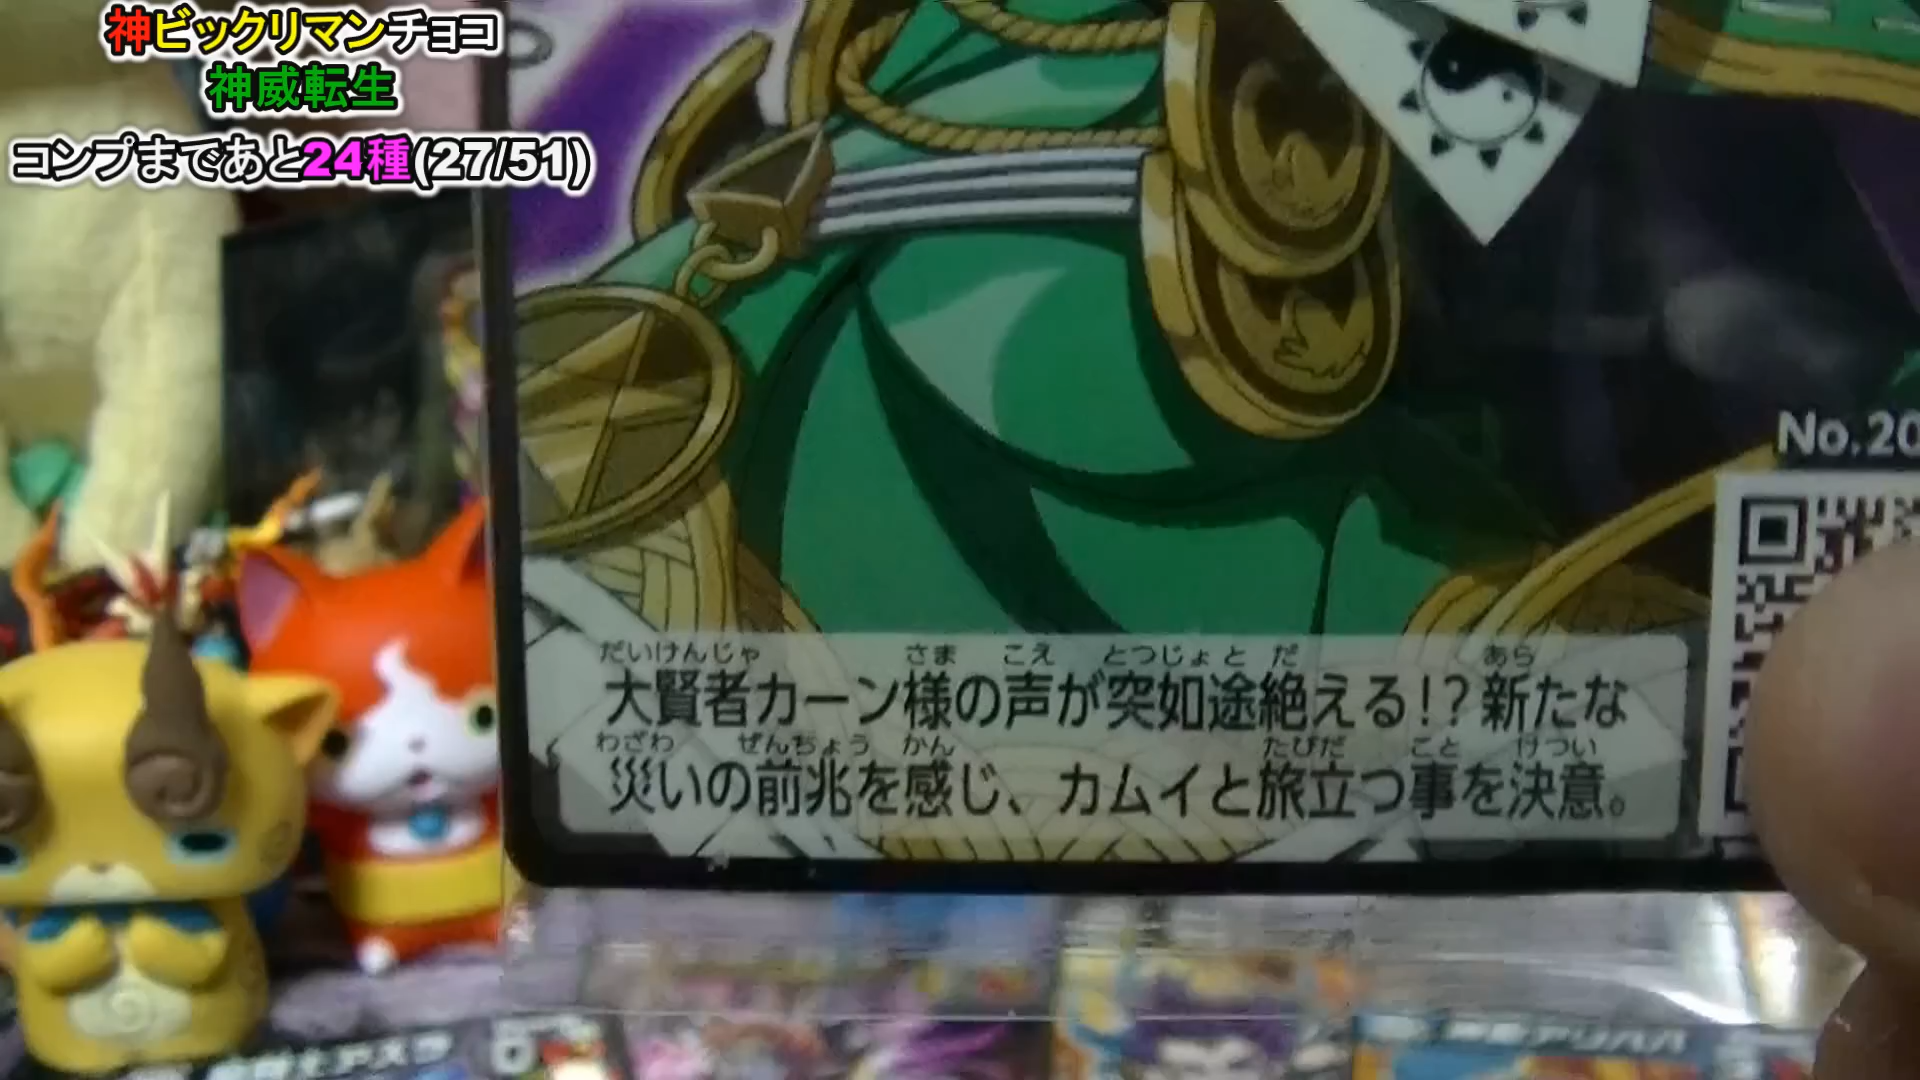 神ビックリマンチョコ
神威転生
コンプまであと24種(27/51)
No.20
だいけんじゃ さま こえ とつじょ と だ あら
大賢者カーン様の声が突如途絶える!?新たな
わざわ ぜんちょう かん たびだ こと けつい
災いの前兆を感じ、カムイと旅立つ事を決意。